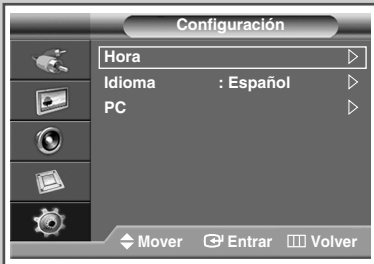 Configuración
Hora
Idioma : Español
PC
Mover Entrar Volver